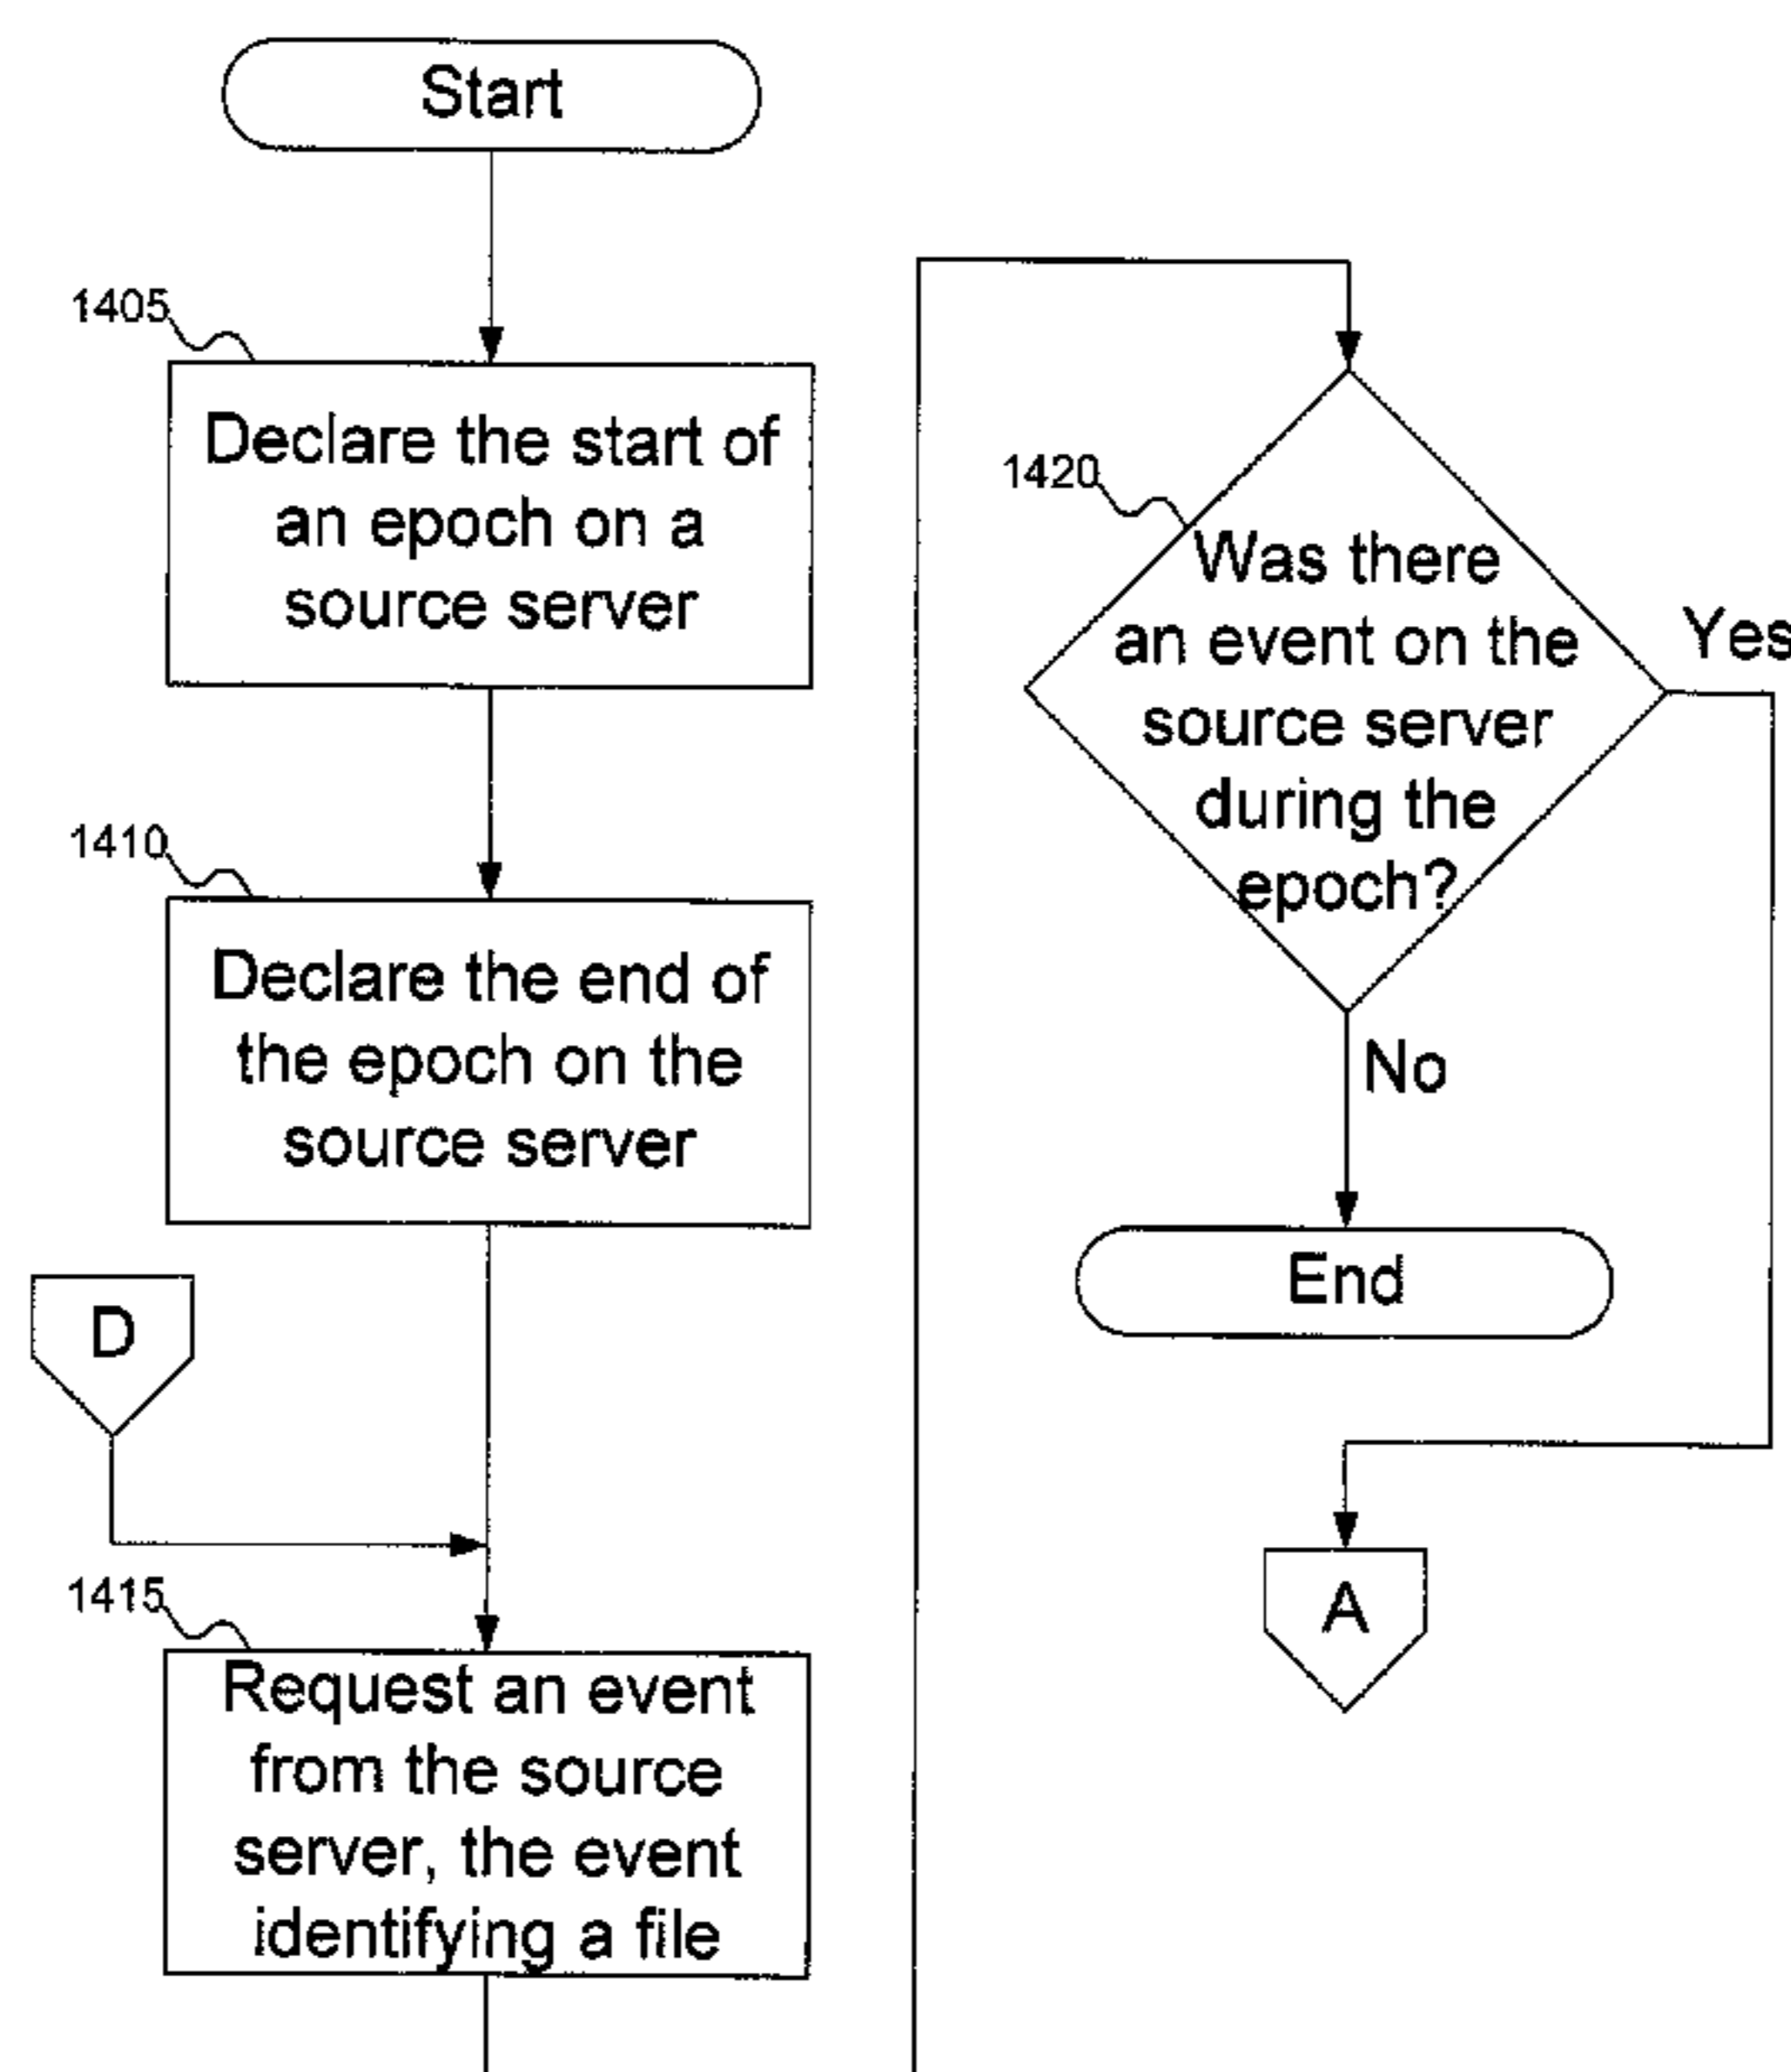 Start
1405
Declare the start of
an epoch on a
source server
1410
Declare the end of
the epoch on the
source server
D
1415
Request an event
from the source
server, the event
identifying a file
1420
Was there
an event on the
source server
during the
epoch?
Yes
No
End
A